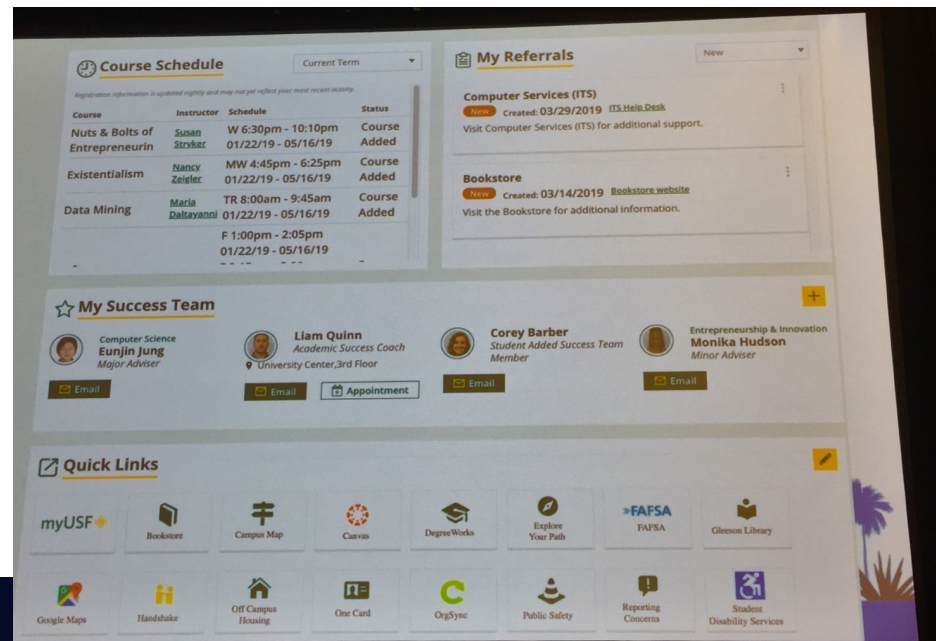 Course Schedule
Current Term
Registration information is updated nightly and may not yet reflect your most recent activity.
Course Instructor Schedule Status
Nuts & Bolts of Entrepreneurin
Susan Stryker
W 6:30pm - 10:10pm
01/22/19 - 05/16/19
Course Added
Existentialism
Nancy Zeigler
MW 4:45pm - 6:25pm
01/22/19 - 05/16/19
Course Added
Data Mining
Maria Daltayanni
TR 8:00am - 9:45am
01/22/19 - 05/16/19
Course Added
F 1:00pm - 2:05pm
01/22/19 - 05/16/19
My Referrals
New
Computer Services (ITS)
New Created: 03/29/2019 ITS Help Desk
Visit Computer Services (ITS) for additional support.
Bookstore
New Created: 03/14/2019 Bookstore website
Visit the Bookstore for additional information.
My Success Team
+
Computer Science
Eunjin Jung
Major Adviser
Email
Liam Quinn
Academic Success Coach
University Center,3rd Floor
Email
Appointment
Corey Barber
Student Added Success Team
Member
Email
Entrepreneurship & Innovation
Monika Hudson
Minor Adviser
Email
Quick Links
myUSF
Bookstore
Campus Map
Canvas
DegreeWorks
Explore
Your Path
FAFSA
FAFSA
Gleeson Library
Google Maps
Handshake
Off Campus
Housing
One Card
OrgSync
Public Safety
Reporting
Concerns
Student
Disability Services